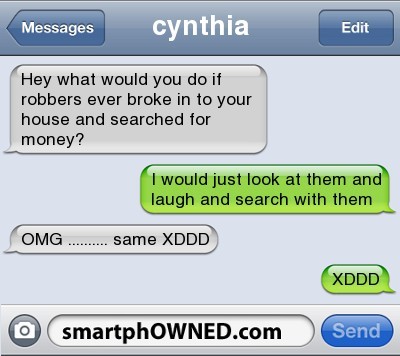 Messages
cynthia
Edit
Hey what would you do if
robbers ever broke in to your
house and searched for
money?
I would just look at them and
laugh and search with them
OMG .......... same XDDD
XDDD
smartphOWNED.com
Send